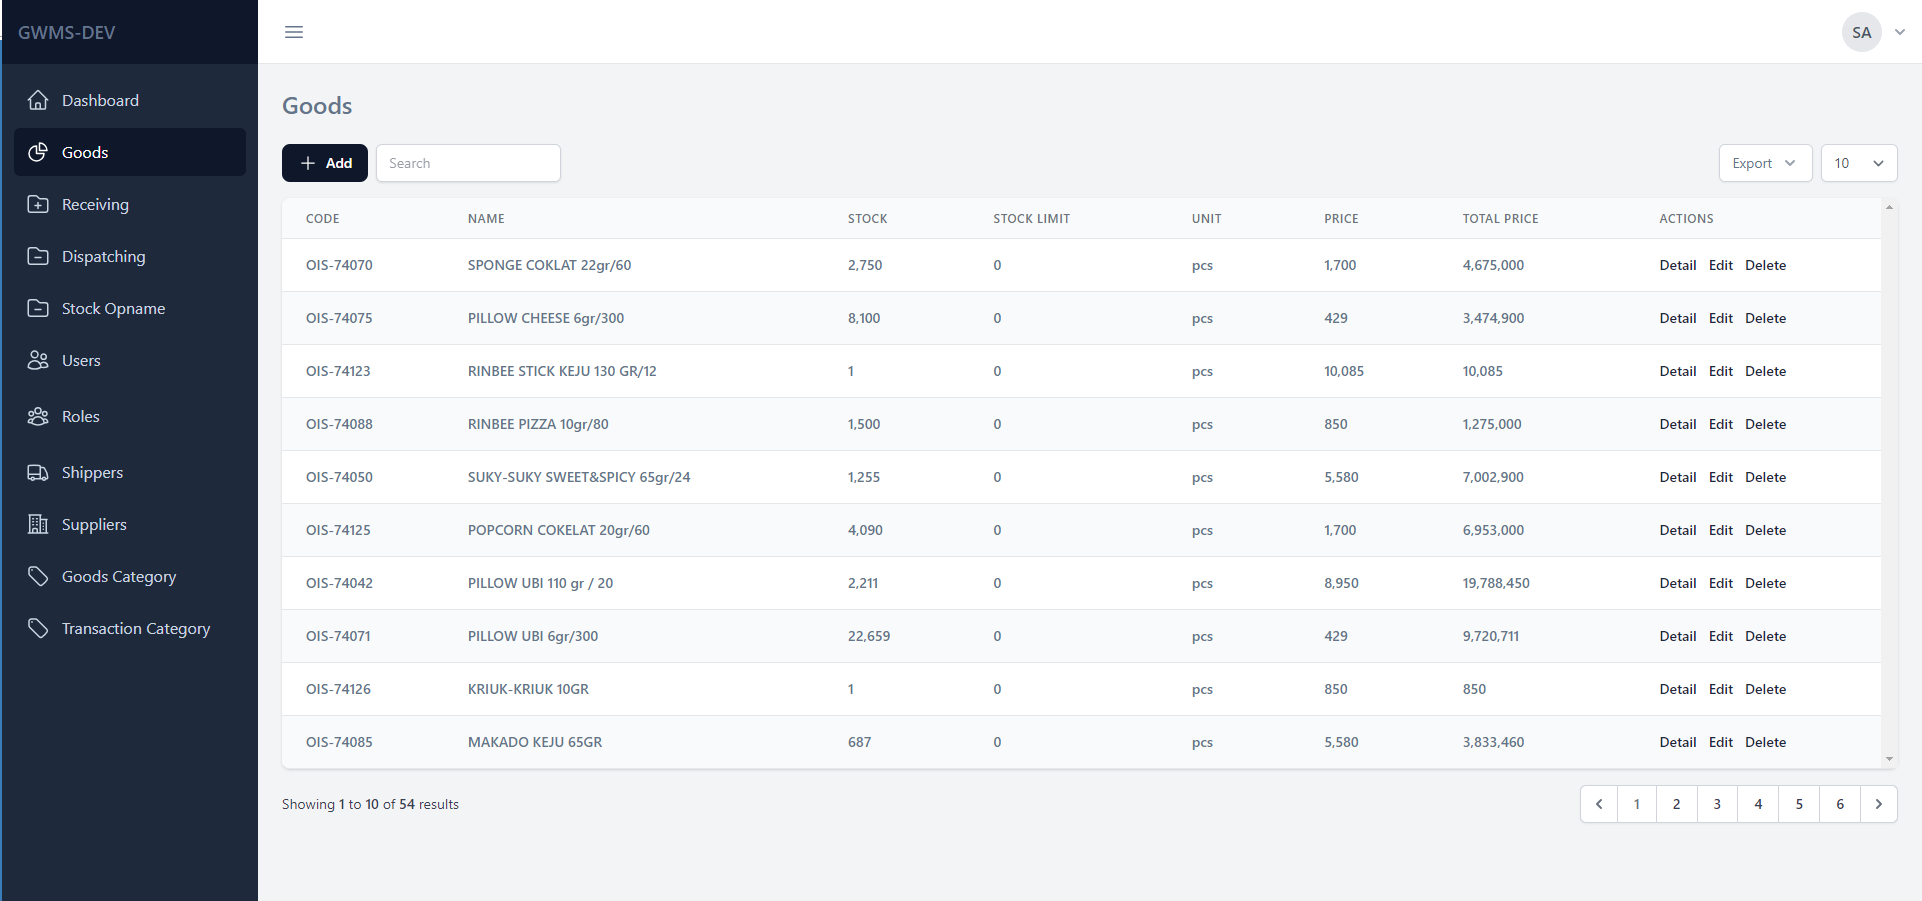 GWMS-DEV
SA
Dashboard
Goods
Receiving
Dispatching
Stock Opname
Users
Roles
Shippers
Suppliers
Goods Category
Transaction Category
Goods
Add Search Export 10
CODE NAME STOCK STOCK LIMIT UNIT PRICE TOTAL PRICE ACTIONS
OIS-74070 SPONGE COKLAT 22gr/60 2,750 0 pcs 1,700 4,675,000 Detail Edit Delete
OIS-74075 PILLOW CHEESE 6gr/300 8,100 0 pcs 429 3,474,900 Detail Edit Delete
OIS-74123 RINBEE STICK KEJU 130 GR/12 1 0 pcs 10,085 10,085 Detail Edit Delete
OIS-74088 RINBEE PIZZA 10gr/80 1,500 0 pcs 850 1,275,000 Detail Edit Delete
OIS-74050 SUKY-SUKY SWEET&SPICY 65gr/24 1,255 0 pcs 5,580 7,002,900 Detail Edit Delete
OIS-74125 POPCORN COKELAT 20gr/60 4,090 0 pcs 1,700 6,953,000 Detail Edit Delete
OIS-74042 PILLOW UBI 110 gr / 20 2,211 0 pcs 8,950 19,788,450 Detail Edit Delete
OIS-74071 PILLOW UBI 6gr/300 22,659 0 pcs 429 9,720,711 Detail Edit Delete
OIS-74126 KRIUK-KRIUK 10GR 1 0 pcs 850 850 Detail Edit Delete
OIS-74085 MAKADO KEJU 65GR 687 0 pcs 5,580 3,833,460 Detail Edit Delete
Showing 1 to 10 of 54 results 1 2 3 4 5 6